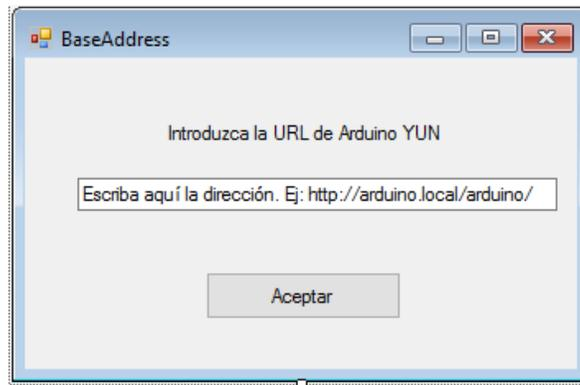 BaseAddress
Introduzca la URL de Arduino YUN
Escriba aquí la dirección. Ej: http://arduino.local/arduino/
Aceptar